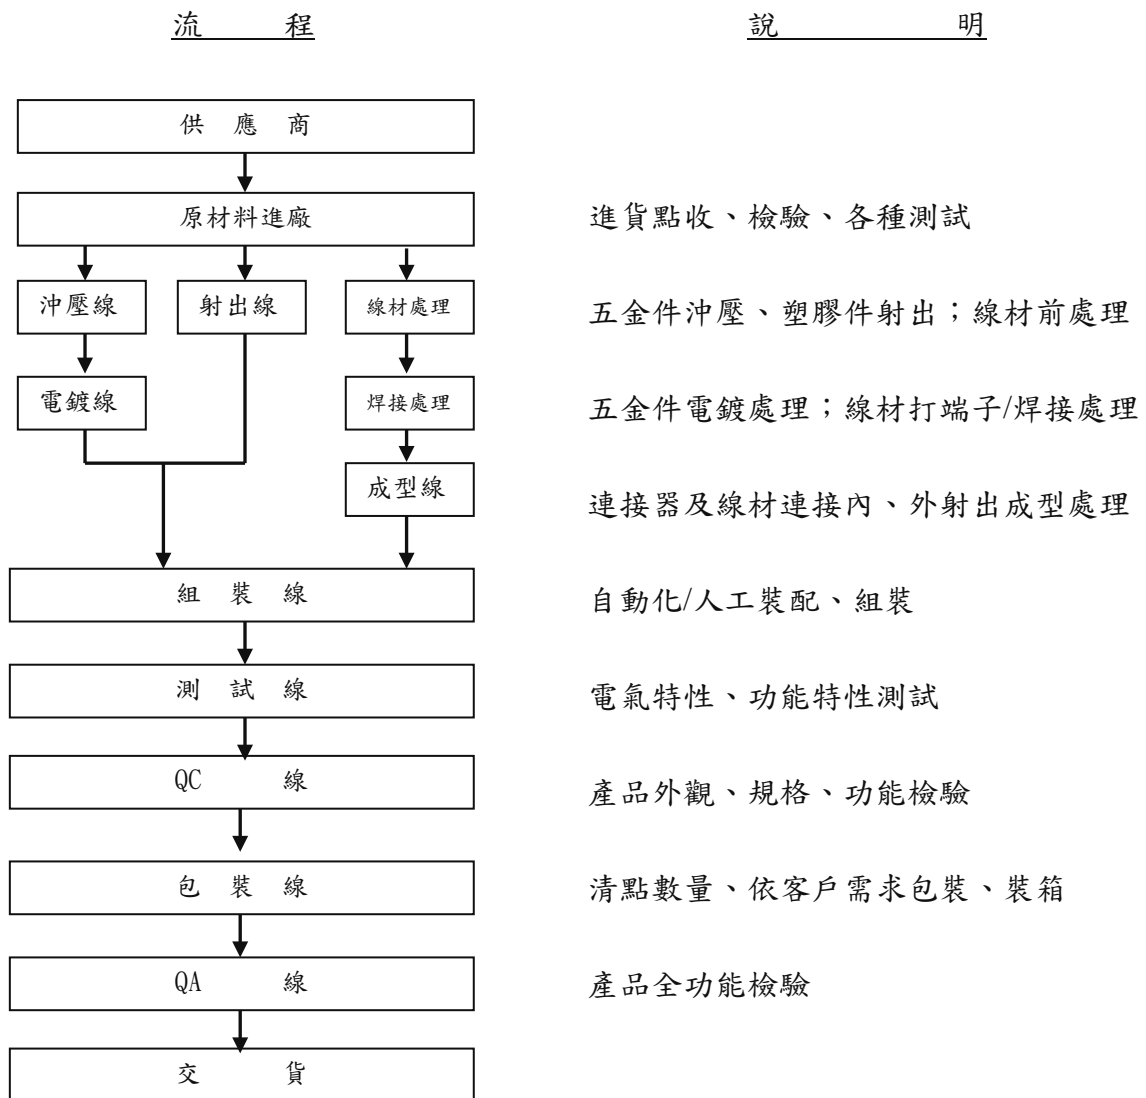 流程 說明
供應商
原材料進廠 進貨點收、檢驗、各種測試
沖壓線 射出線 線材處理 五金件沖壓、塑膠件射出；線材前處理
電鍍線 焊接處理 五金件電鍍處理；線材打端子/焊接處理
成型線 連接器及線材連接內、外射出成型處理
組裝線 自動化/人工裝配、組裝
測試線 電氣特性、功能特性測試
QC線 產品外觀、規格、功能檢驗
包裝線 清點數量、依客戶需求包裝、裝箱
QA線 產品全功能檢驗
交貨